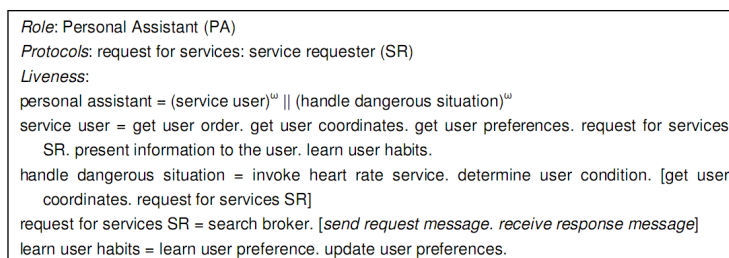 Role: Personal Assistant (PA)
Protocols: request for services: service requester (SR)
Liveness:
personal assistant = (service user)^ω || (handle dangerous situation)^ω
service user = get user order. get user coordinates. get user preferences. request for services
SR. present information to the user. learn user habits.
handle dangerous situation = invoke heart rate service. determine user condition. [get user
coordinates. request for services SR]
request for services SR = search broker. [send request message. receive response message]
learn user habits = learn user preference. update user preferences.